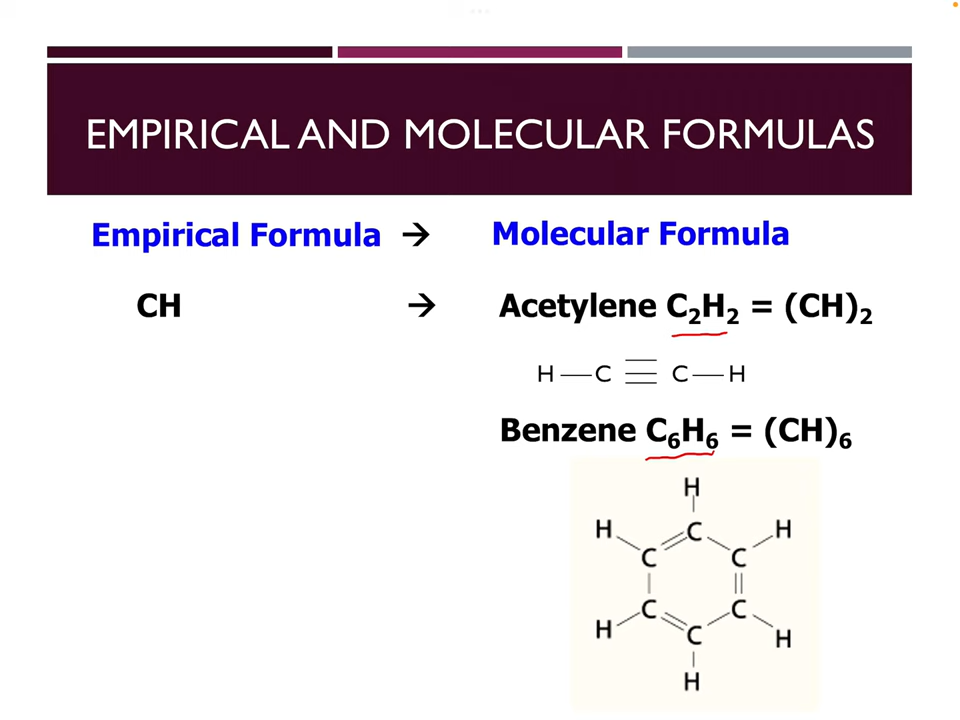 EMPIRICAL AND MOLECULAR FORMULAS
Empirical Formula → Molecular Formula
CH → Acetylene C₂H₂ = (CH)₂
H — C ≡ C — H
Benzene C₆H₆ = (CH)₆
H
H C H
C C
C C
H C H
H